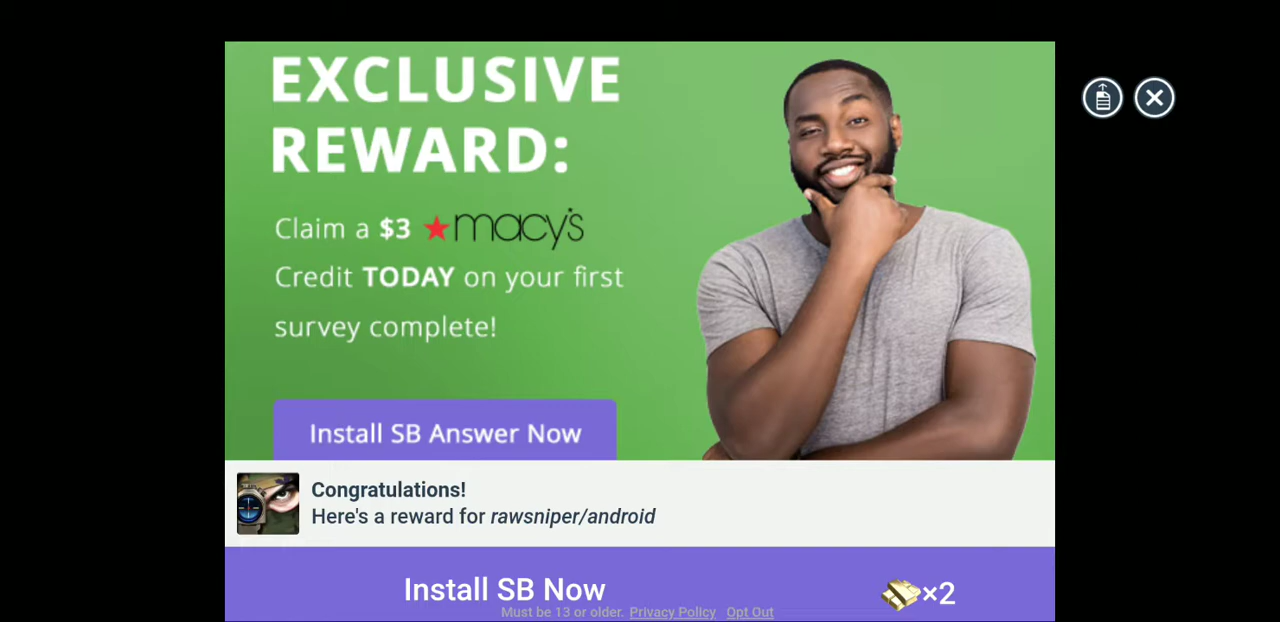 EXCLUSIVE
REWARD:
Claim a $3 ★macy's
Credit TODAY on your first
survey complete!
Install SB Answer Now
Congratulations!
Here's a reward for rawsniper/android
Install SB Now
×2
Must be 13 or older. Privacy Policy Opt Out